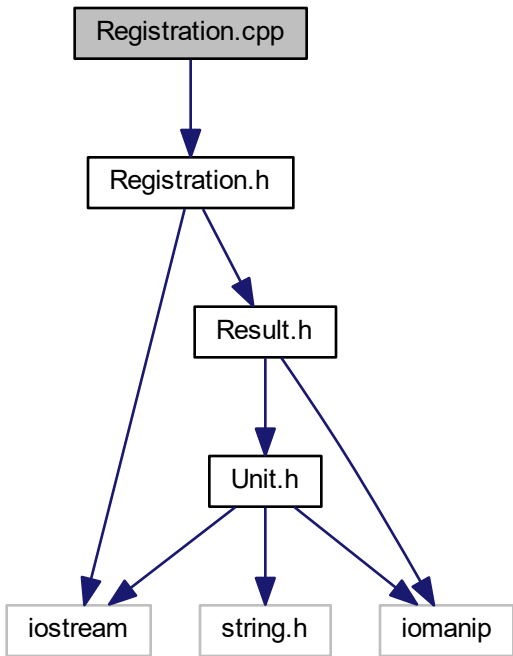 Registration.cpp
Registration.h
Result.h
Unit.h
iostream
string.h
iomanip